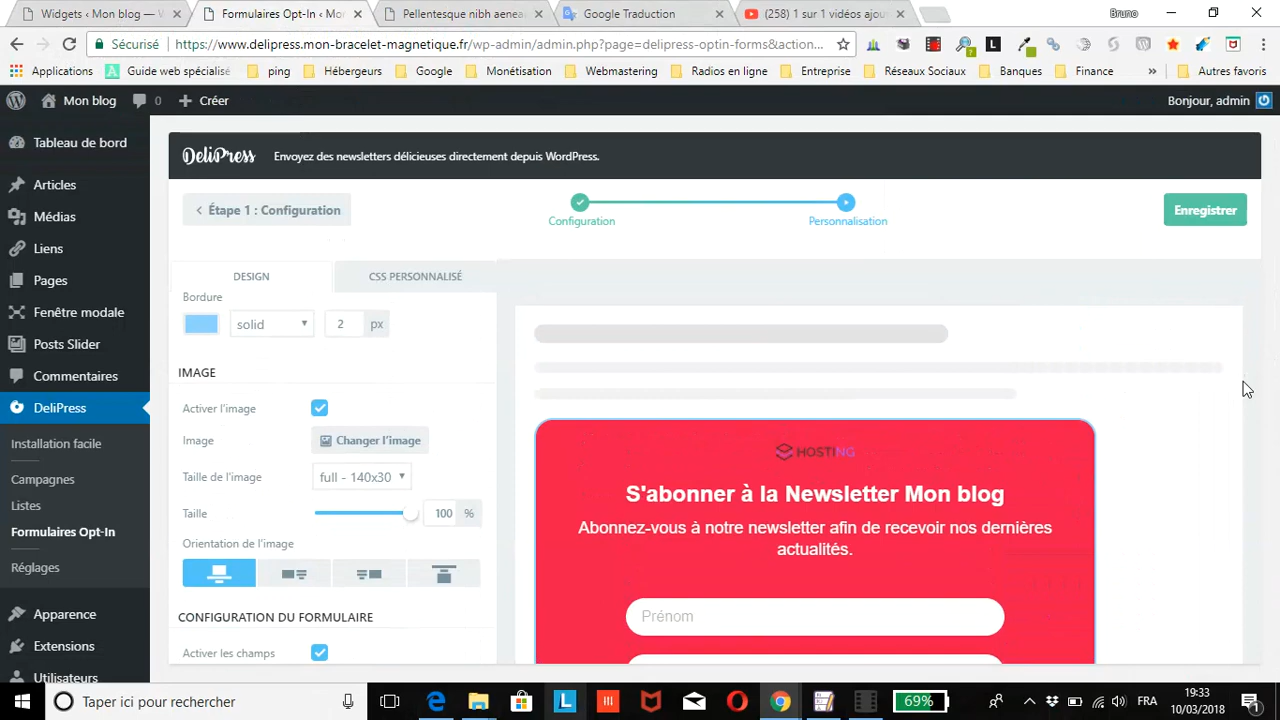 Widgets ‹ Mon blog —
Formulaires Opt-In ‹ Mon
Pellentesque nibh aenea
Google Traduction
(258) 1 sur 1 vidéos ajou
Bruno
Sécurisé
https://www.delipress.mon-bracelet-magnetique.fr/wp-admin/admin.php?page=delipress-optin-forms&action...
Applications
Guide web spécialisé
ping
Hébergeurs
Google
Monétisation
Webmastering
Radios en ligne
Entreprise
Réseaux Sociaux
Banques
Finance
»
Autres favoris
Mon blog
0
Créer
Bonjour, admin
Tableau de bord
Articles
Médias
Liens
Pages
Fenêtre modale
Posts Slider
Commentaires
DeliPress
Installation facile
Campagnes
Listes
Formulaires Opt-In
Réglages
Apparence
Extensions
Utilisateurs
DeliPress
Envoyez des newsletters délicieuses directement depuis WordPress.
Étape 1 : Configuration
Configuration
Personnalisation
Enregistrer
DESIGN
CSS PERSONNALISÉ
Bordure
solid
2
px
IMAGE
Activer l'image
Image
Changer l'image
Taille de l'image
full - 140x30
Taille
100
%
Orientation de l'image
CONFIGURATION DU FORMULAIRE
Activer les champs
HOSTING
S'abonner à la Newsletter Mon blog
Abonnez-vous à notre newsletter afin de recevoir nos dernières
actualités.
Prénom
Taper ici pour rechercher
69%
FRA
19:33
10/03/2018